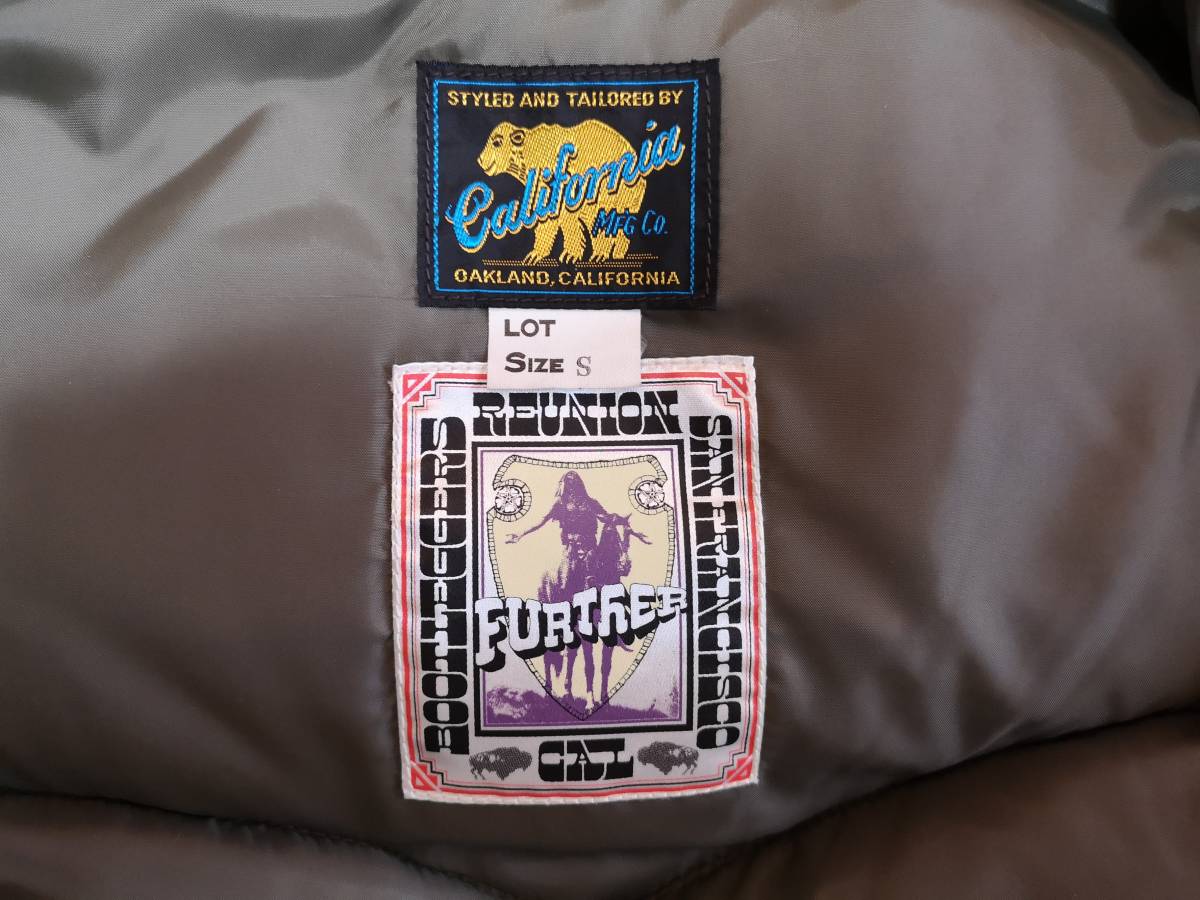 STYLED AND TAILORED BY
California
MFG CO.
OAKLAND, CALIFORNIA
LOT
SIZE S
BOOTLEGGERS
REUNION
SAN FRANCISCO
FURTHER
CAL